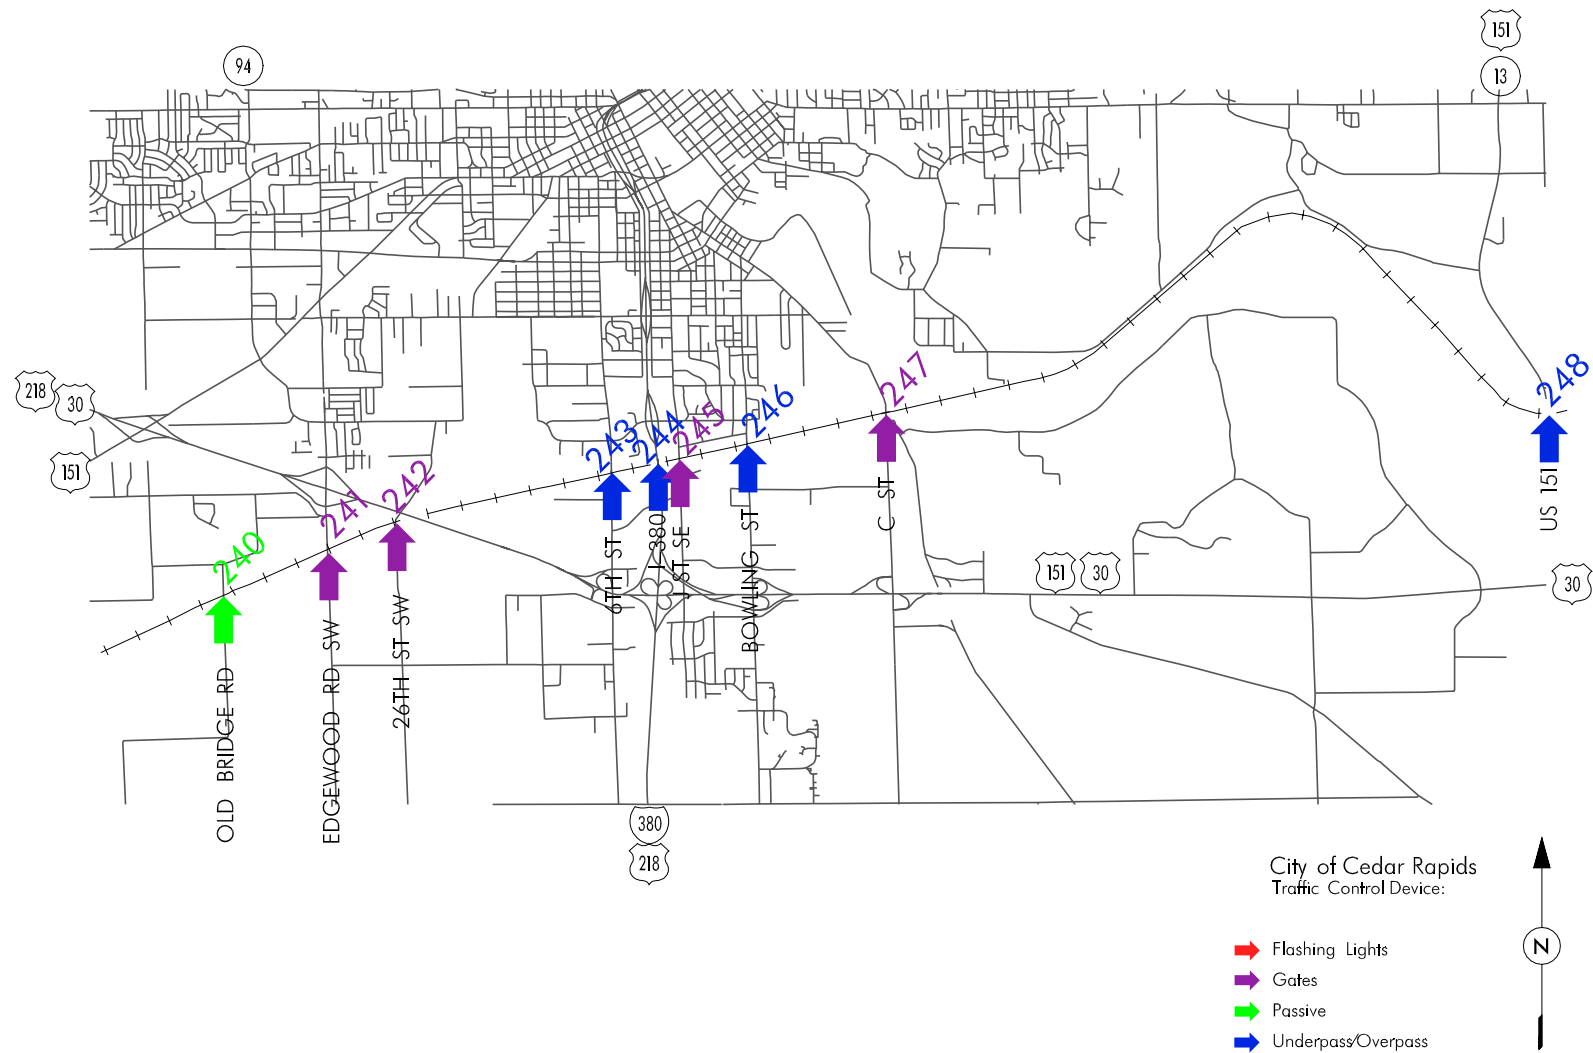 151
94
13
247
248
218
30
246
245
244
243
242
241
240
151
C ST
US 151
BOWLING ST
I-380
J ST SE
6TH ST
151
30
30
26TH ST SW
EDGEWOOD RD SW
OLD BRIDGE RD
380
218
City of Cedar Rapids
Traffic Control Device:
N
Flashing Lights
Gates
Passive
Underpass/Overpass